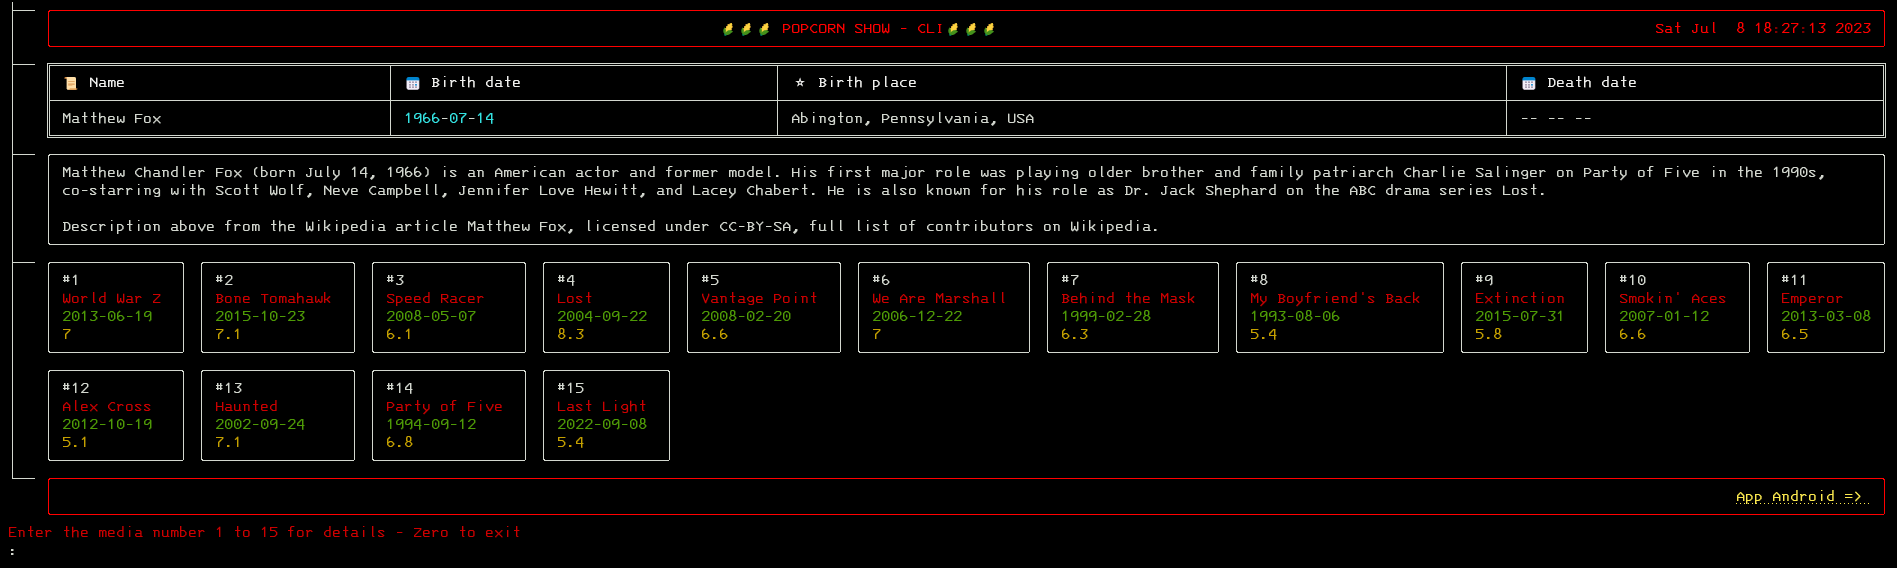 POPCORN SHOW - CLI Sat Jul 8 18:27:13 2023
Name Birth date Birth place Death date
Matthew Fox 1966-07-14 Abington, Pennsylvania, USA -- -- --
Matthew Chandler Fox (born July 14, 1966) is an American actor and former model. His first major role was playing older brother and family patriarch Charlie Salinger on Party of Five in the 1990s,
co-starring with Scott Wolf, Neve Campbell, Jennifer Love Hewitt, and Lacey Chabert. He is also known for his role as Dr. Jack Shephard on the ABC drama series Lost.
Description above from the Wikipedia article Matthew Fox, licensed under CC-BY-SA, full list of contributors on Wikipedia.
#1 #2 #3 #4 #5 #6 #7 #8 #9 #10 #11
World War Z Bone Tomahawk Speed Racer Lost Vantage Point We Are Marshall Behind the Mask My Boyfriend's Back Extinction Smokin' Aces Emperor
2013-06-19 2015-10-23 2008-05-07 2004-09-22 2008-02-20 2006-12-22 1999-02-28 1993-08-06 2015-07-31 2007-01-12 2013-03-08
7 7.1 6.1 8.3 6.6 7 6.3 5.4 5.8 6.6 6.5
#12 #13 #14 #15
Alex Cross Haunted Party of Five Last Light
2012-10-19 2002-09-24 1994-09-12 2022-09-08
5.1 7.1 6.8 5.4
App Android =>
Enter the media number 1 to 15 for details - Zero to exit
: